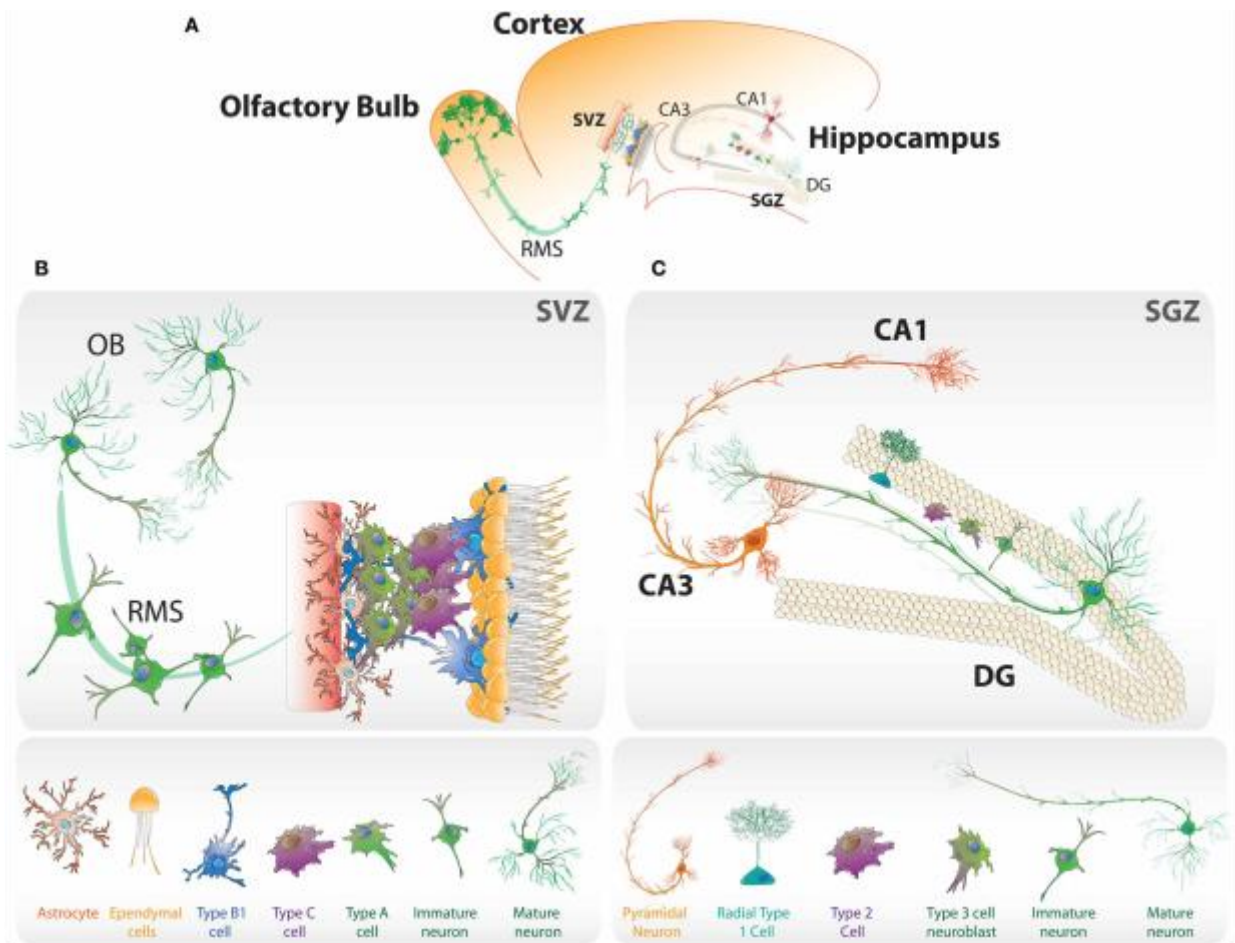 A
Cortex
Olfactory Bulb
SVZ
CA3
CA1
Hippocampus
DG
SGZ
RMS
B
SVZ
OB
RMS
C
SGZ
CA1
CA3
DG
Astrocyte
Ependymal
cells
Type B1
cell
Type C
cell
Type A
cell
Immature
neuron
Mature
neuron
Pyramidal
Neuron
Radial Type
1 Cell
Type 2
Cell
Type 3 cell
neuroblast
Immature
neuron
Mature
neuron